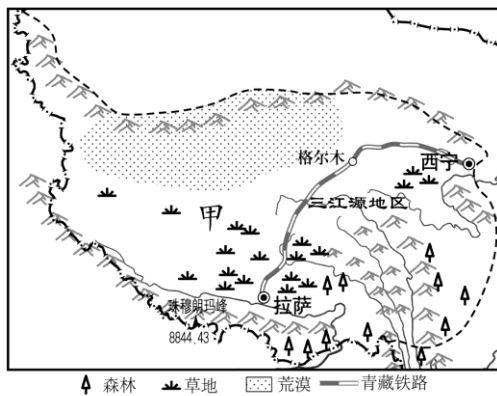 格尔木
西宁
三江源地区
甲
珠穆朗玛峰
8844.43
拉萨
森林 草地 荒漠 青藏铁路